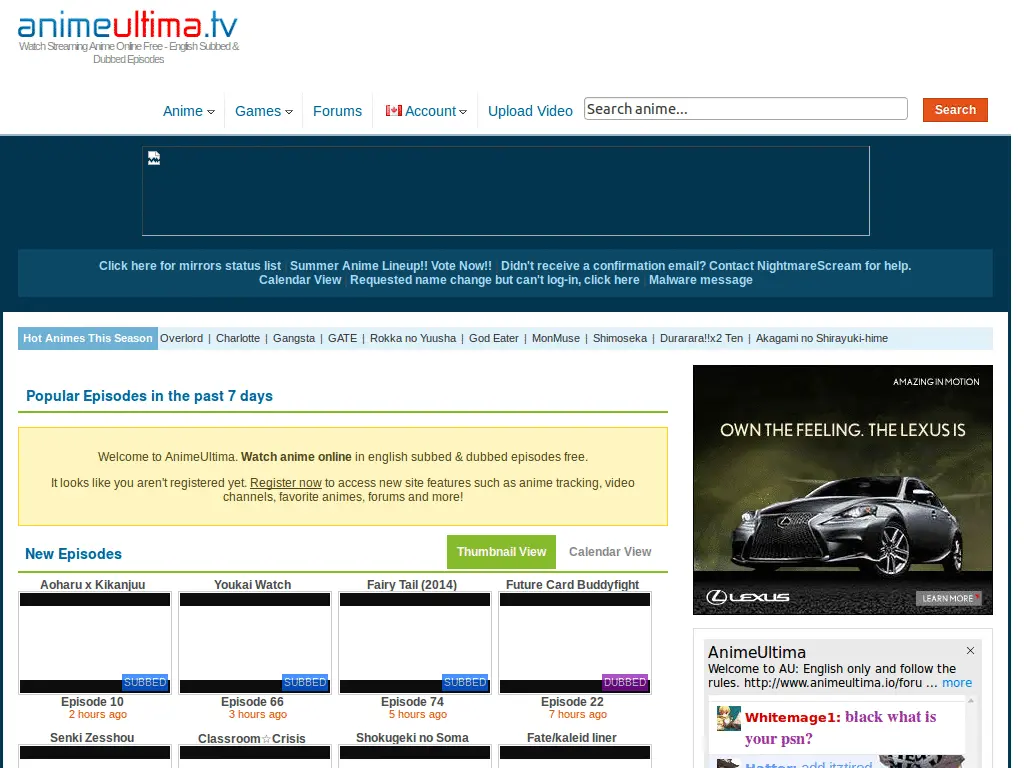 animeultima.tv
Watch Streaming Anime Online Free - English Subbed &
Dubbed Episodes
Anime Games Forums Account Upload Video Search anime... Search
Click here for mirrors status list | Summer Anime Lineup!! Vote Now!! | Didn't receive a confirmation email? Contact NightmareScream for help.
Calendar View | Requested name change but can't log-in, click here | Malware message
Hot Animes This Season Overlord | Charlotte | Gangsta | GATE | Rokka no Yuusha | God Eater | MonMuse | Shimoseka | Durarara!!x2 Ten | Akagami no Shirayuki-hime
Popular Episodes in the past 7 days
Welcome to AnimeUltima. Watch anime online in english subbed & dubbed episodes free.
It looks like you aren't registered yet. Register now to access new site features such as anime tracking, video
channels, favorite animes, forums and more!
New Episodes Thumbnail View Calendar View
Aoharu x Kikanjuu Youkai Watch Fairy Tail (2014) Future Card Buddyfight
SUBBED SUBBED SUBBED DUBBED
Episode 10 Episode 66 Episode 74 Episode 22
2 hours ago 3 hours ago 5 hours ago 7 hours ago
Senki Zesshou Classroom☆Crisis Shokugeki no Soma Fate/kaleid liner
AMAZING IN MOTION
OWN THE FEELING. THE LEXUS IS
LEXUS LEARN MORE
AnimeUltima
Welcome to AU: English only and follow the
rules. http://www.animeultima.io/foru ... more
Whitemage1: black what is
your psn?
Hatter: add itztired